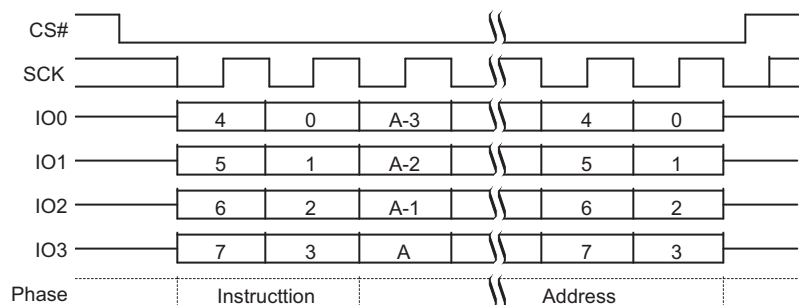 CS#
SCK
IO0 4 0 A-3 4 0
IO1 5 1 A-2 5 1
IO2 6 2 A-1 6 2
IO3 7 3 A 7 3
Phase Instructtion Address